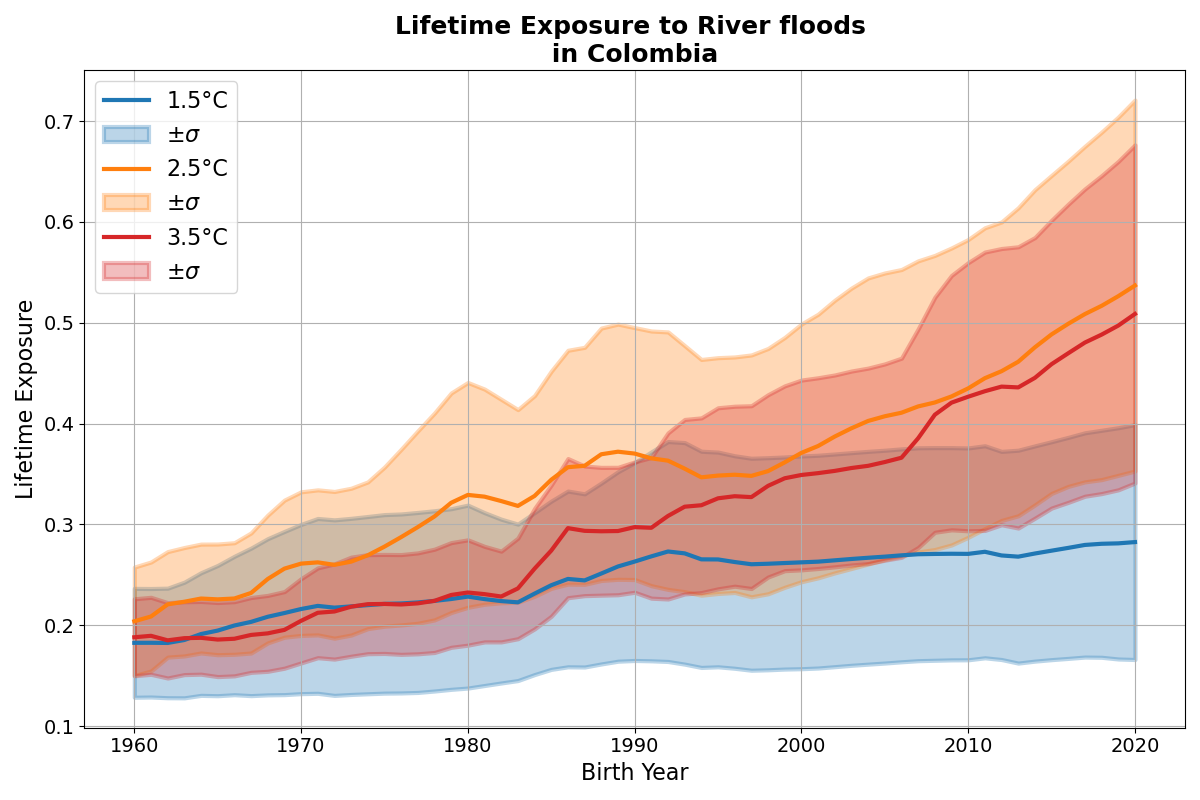 Lifetime Exposure to River floods
in Colombia
1.5°C
±σ
2.5°C
±σ
3.5°C
±σ
Lifetime Exposure
0.7
0.6
0.5
0.4
0.3
0.2
0.1
1960 1970 1980 1990 2000 2010 2020
Birth Year